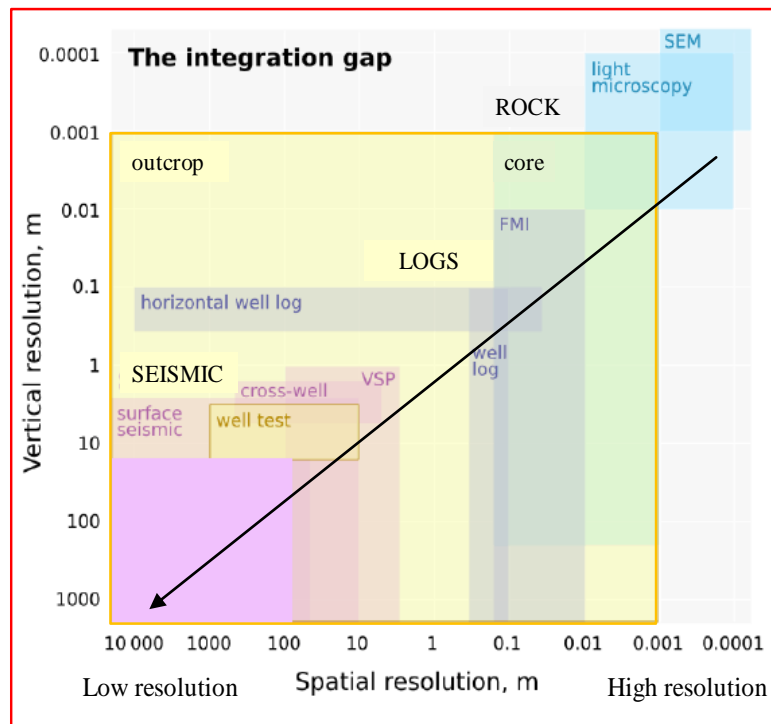 The integration gap
SEM
light
microscopy
ROCK
outcrop
core
FMI
LOGS
horizontal well log
well
log
SEISMIC
VSP
cross-well
surface
seismic
well test
Vertical resolution, m
0.0001
0.001
0.01
0.1
1
10
100
1000
10 000 1000 100 10 1 0.1 0.01 0.001 0.0001
Low resolution Spatial resolution, m High resolution